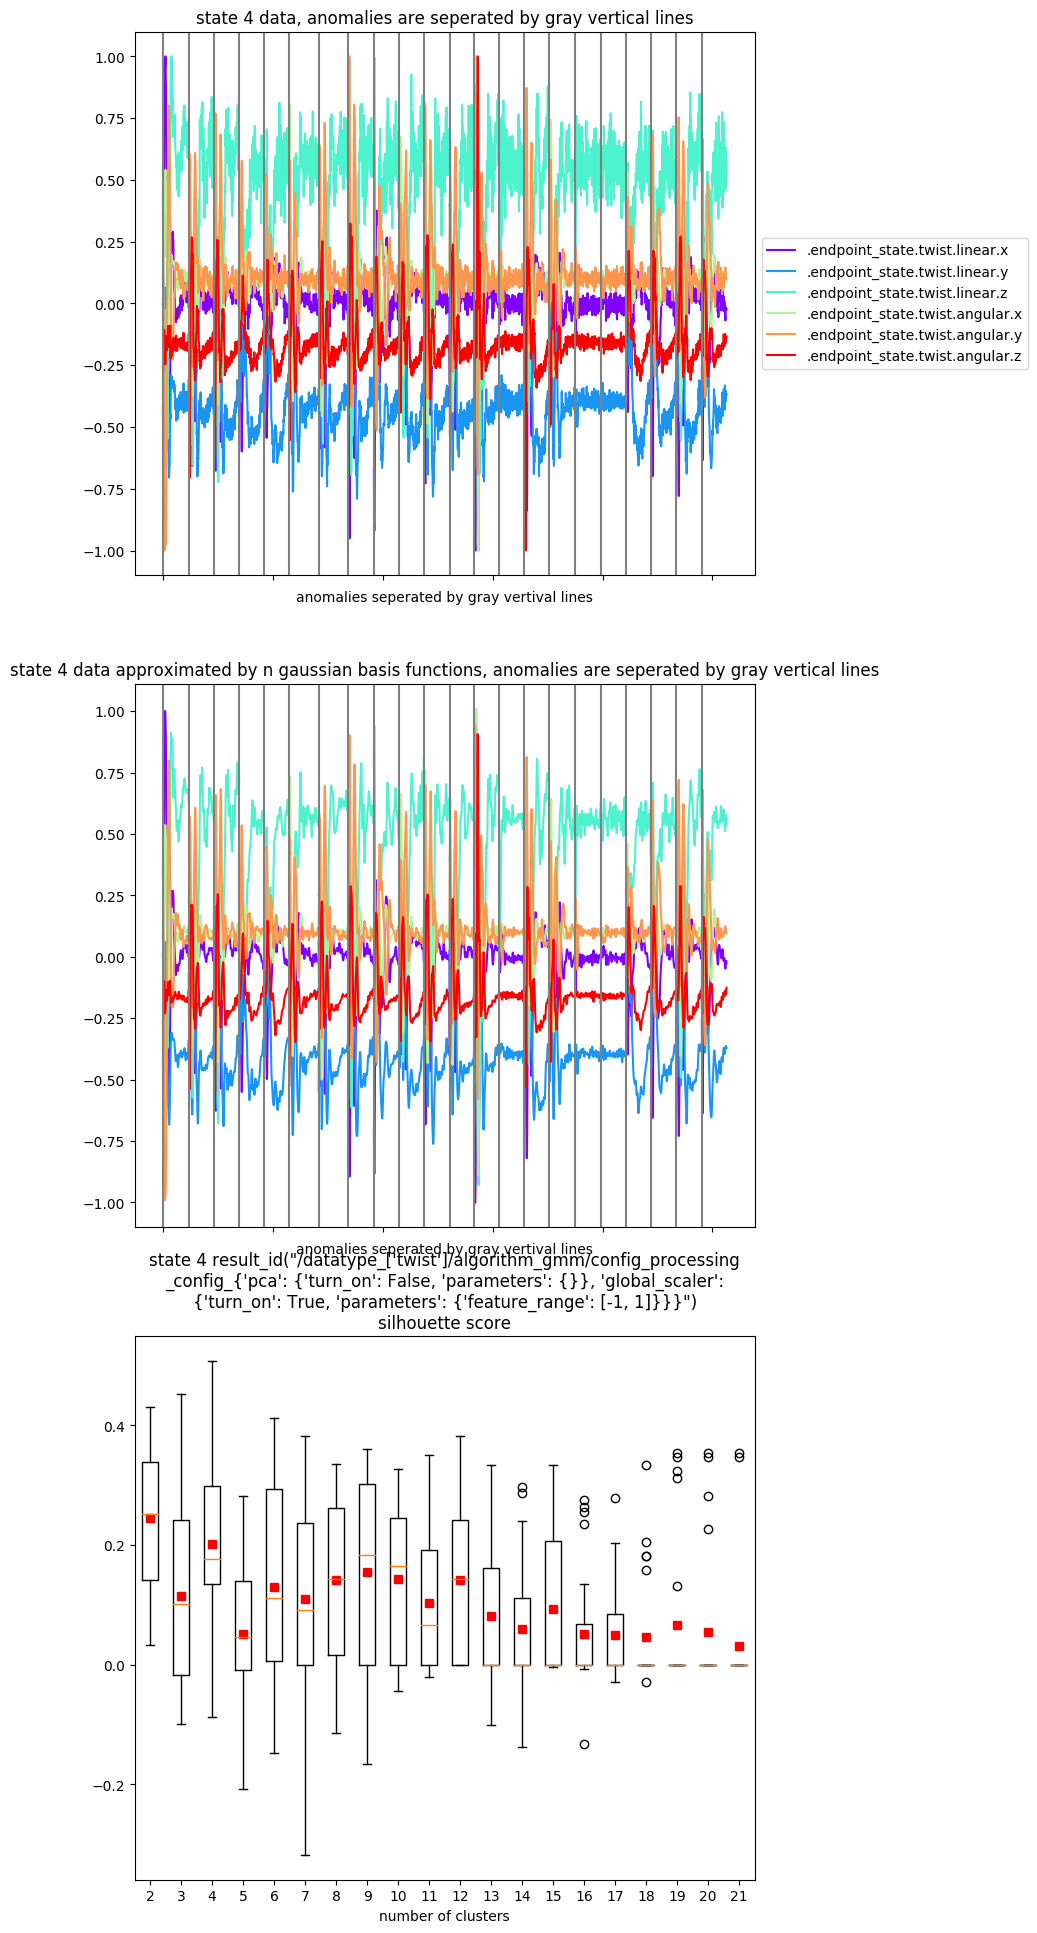 state 4 data, anomalies are seperated by gray vertical lines
1.00
0.75
0.50
0.25
0.00
−0.25
−0.50
−0.75
−1.00
.endpoint_state.twist.linear.x
.endpoint_state.twist.linear.y
.endpoint_state.twist.linear.z
.endpoint_state.twist.angular.x
.endpoint_state.twist.angular.y
.endpoint_state.twist.angular.z
anomalies seperated by gray vertival lines
state 4 data approximated by n gaussian basis functions, anomalies are seperated by gray vertical lines
1.00
0.75
0.50
0.25
0.00
−0.25
−0.50
−0.75
−1.00
anomalies seperated by gray vertival lines
state 4 result_id("/datatype_['twist']/algorithm_gmm/config_processing
_config_{'pca': {'turn_on': False, 'parameters': {}}, 'global_scaler':
{'turn_on': True, 'parameters': {'feature_range': [-1, 1]}}}")
silhouette score
0.4
0.2
0.0
−0.2
2 3 4 5 6 7 8 9 10 11 12 13 14 15 16 17 18 19 20 21
number of clusters